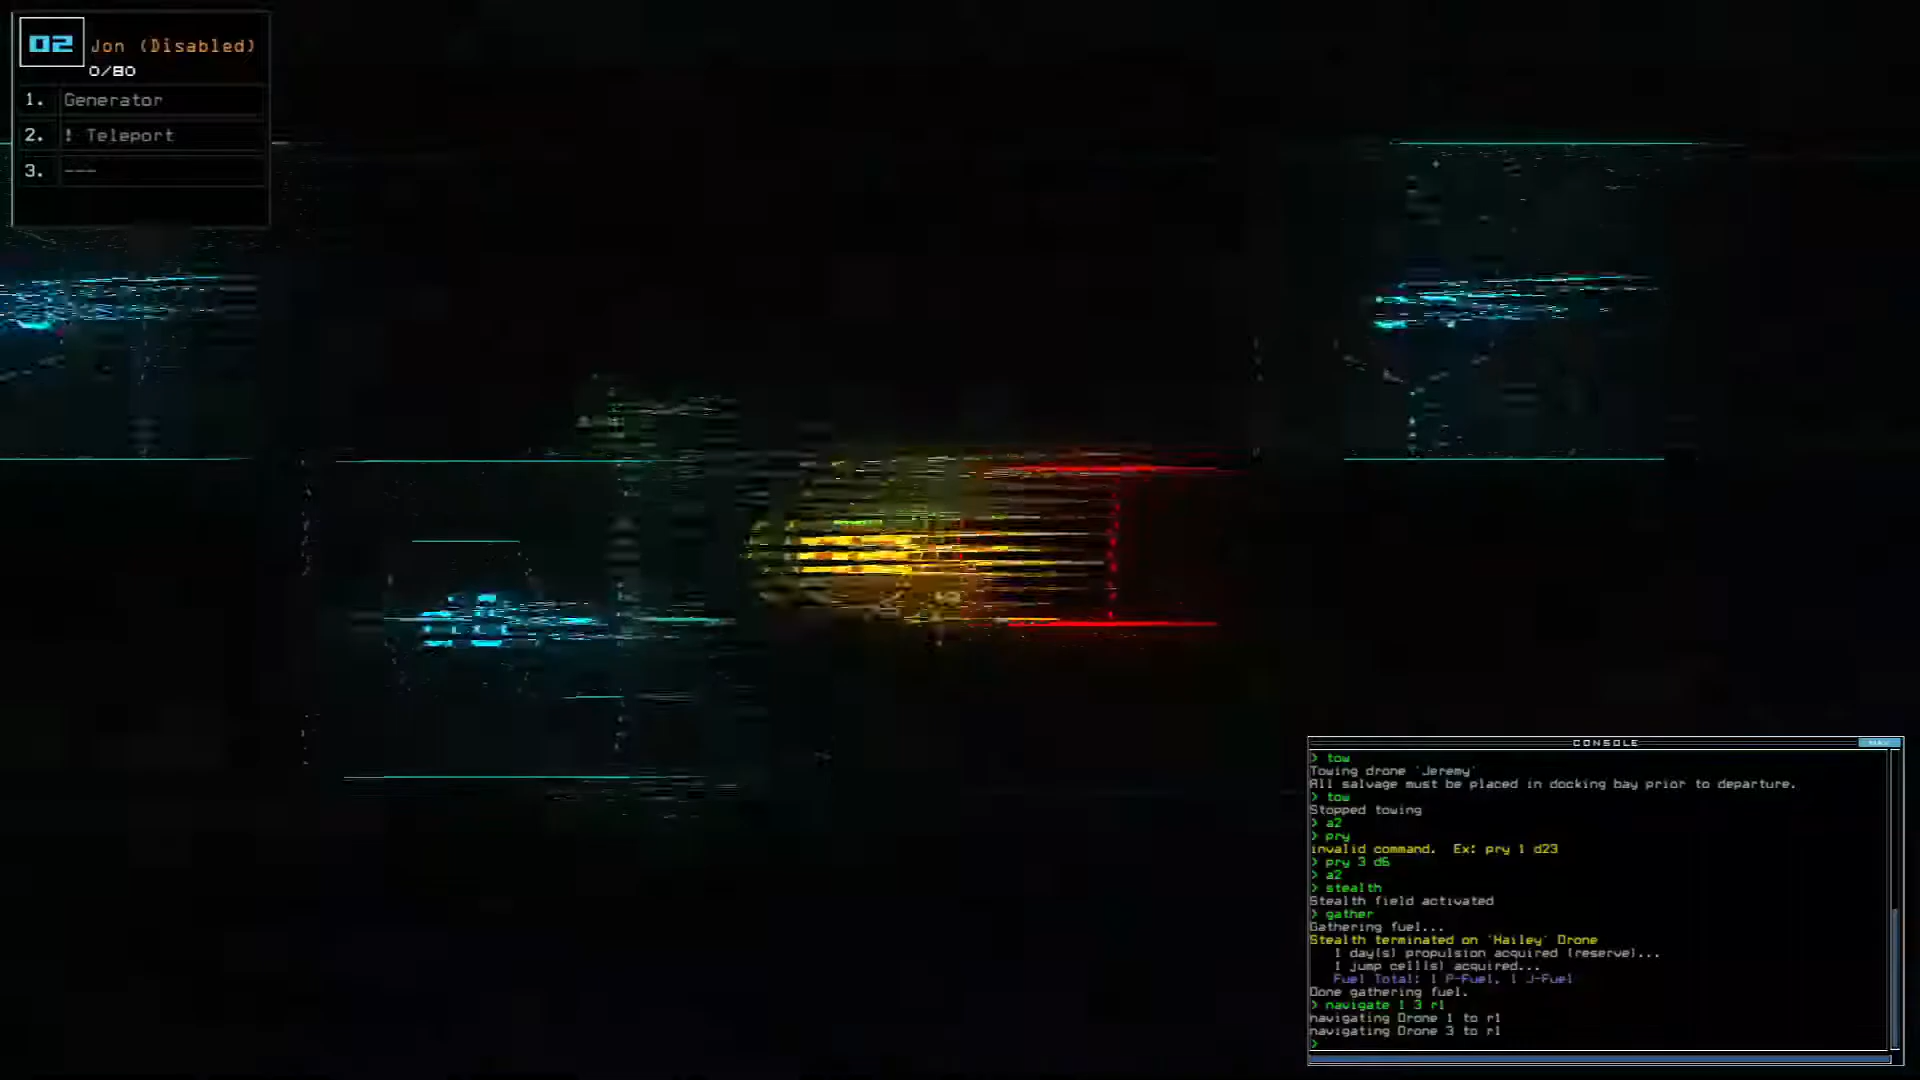 02
Jon (Disabled)
0/80
1. Generator
2. ! Teleport
3. ---
CONSOLE
> tow
Towing drone 'Jeremy'
All salvage must be placed in docking bay prior to departure.
> tow
Stopped towing
> a2
> pry
invalid command.  Ex: pry 1 d23
> pry 3 d6
> a2
> stealth
Stealth field activated
> gather
Gathering fuel...
Stealth terminated on 'Hailey' Drone
1 day(s) propulsion acquired (reserve)...
1 jump cell(s) acquired...
Fuel Total: 1 P-Fuel, 1 J-Fuel
Done gathering fuel.
> navigate 1 3 r1
navigating Drone 1 to r1
navigating Drone 3 to r1
>